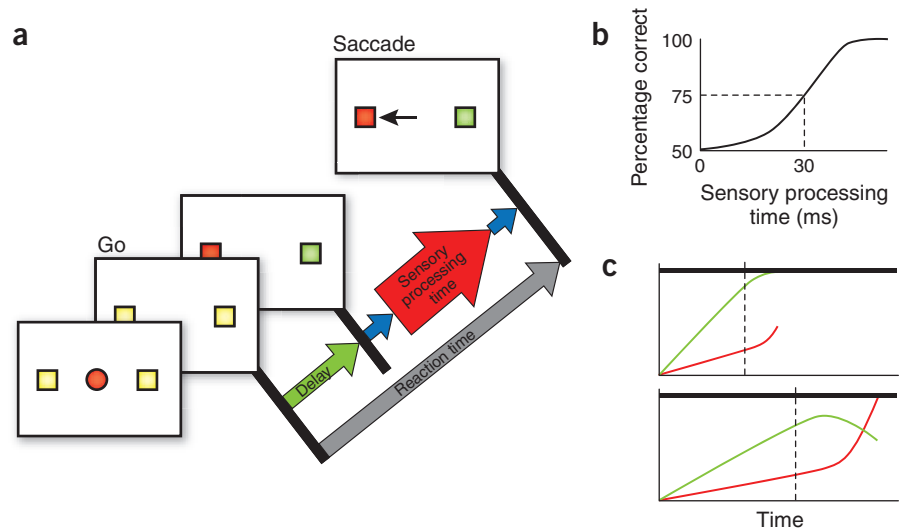 a
Saccade
Go
Delay
Sensory
processing
time
Reaction time
b
Percentage correct
100
75
50
0
30
Sensory processing
time (ms)
c
Time